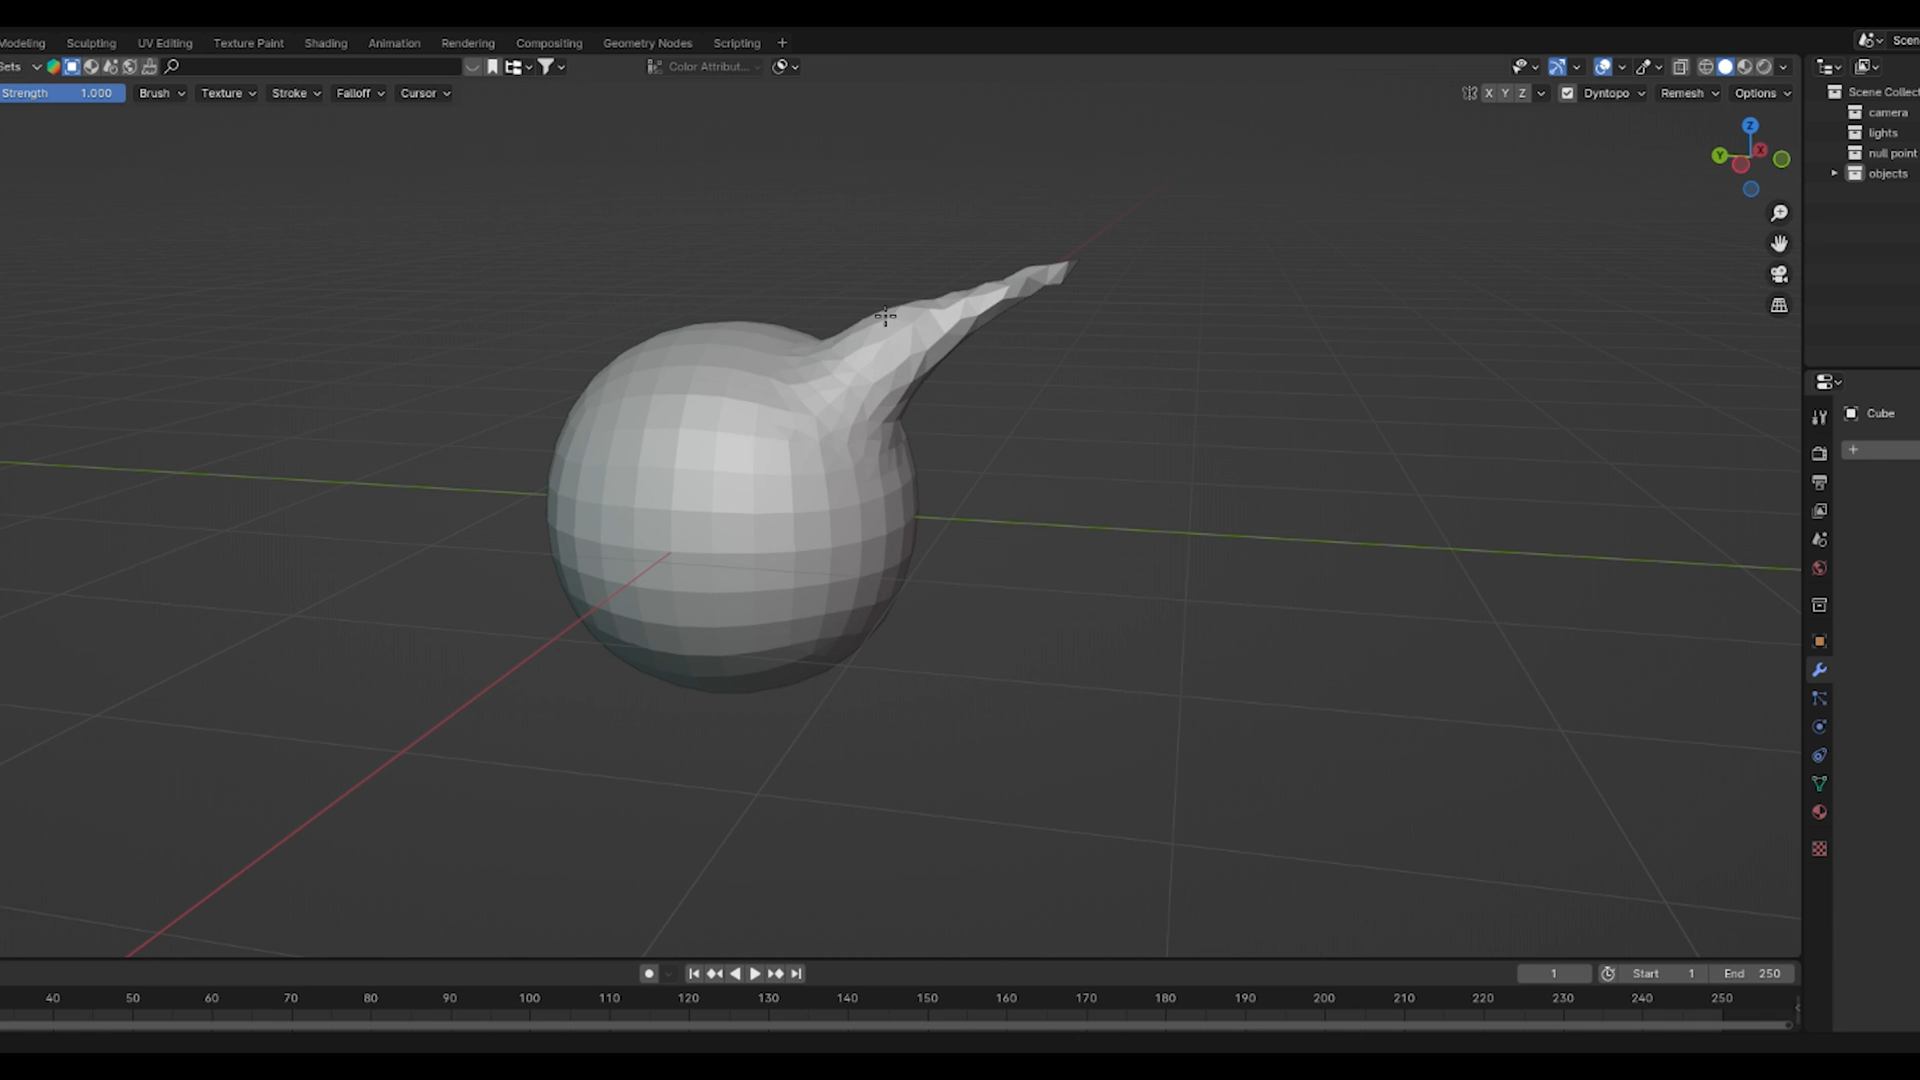 Modeling Sculpting UV Editing Texture Paint Shading Animation Rendering Compositing Geometry Nodes Scripting + Scen
Sets Color Attribut...
Strength 1.000 Brush Texture Stroke Falloff Cursor X Y Z Dyntopo Remesh Options
Scene Collect
camera
lights
null point
objects
Z
Y X
Cube
+
1 Start 1 End 250
40 50 60 70 80 90 100 110 120 130 140 150 160 170 180 190 200 210 220 230 240 250